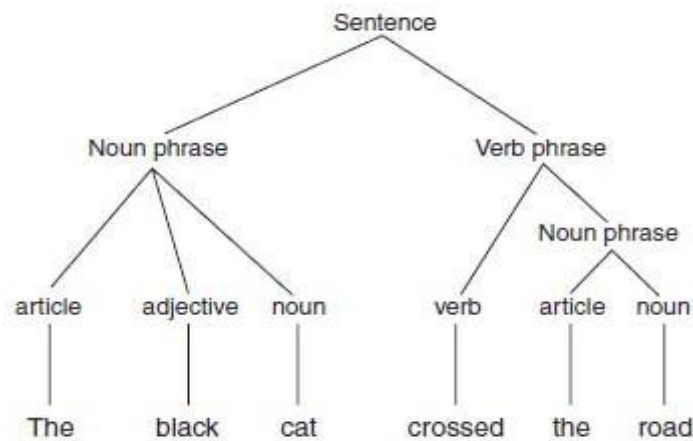 Sentence
Noun phrase Verb phrase
Noun phrase
article adjective noun verb article noun
The black cat crossed the road